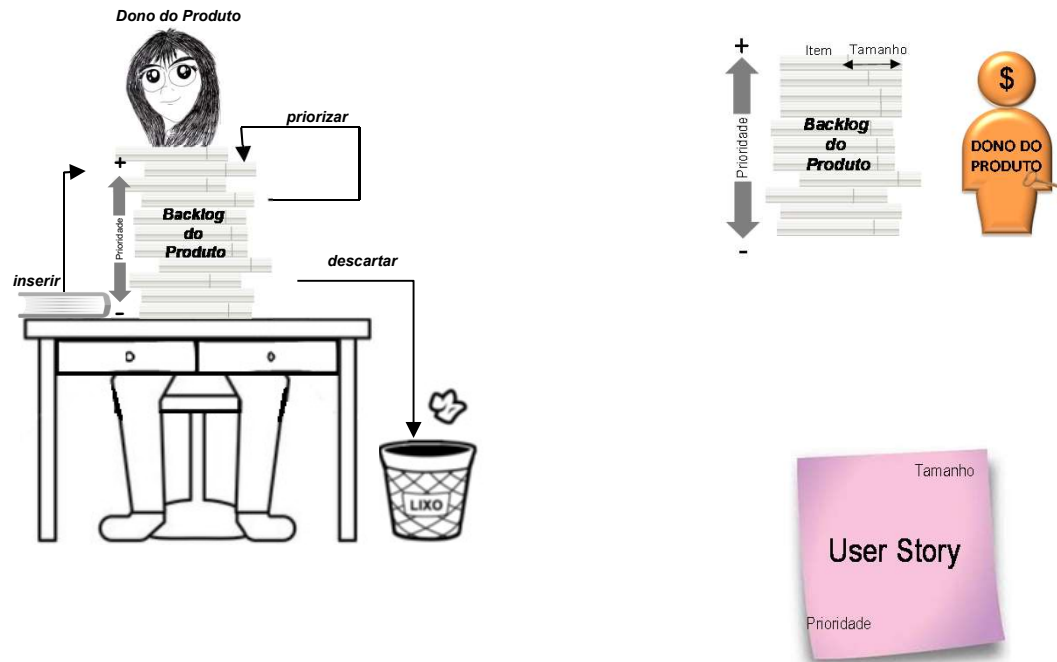 Dono do Produto
priorizar
+
Prioridade
Backlog
do
Produto
-
inserir
descartar
LIXO
+
Item
Tamanho
Prioridade
Backlog
do
Produto
-
$
DONO DO
PRODUTO
Tamanho
User Story
Prioridade